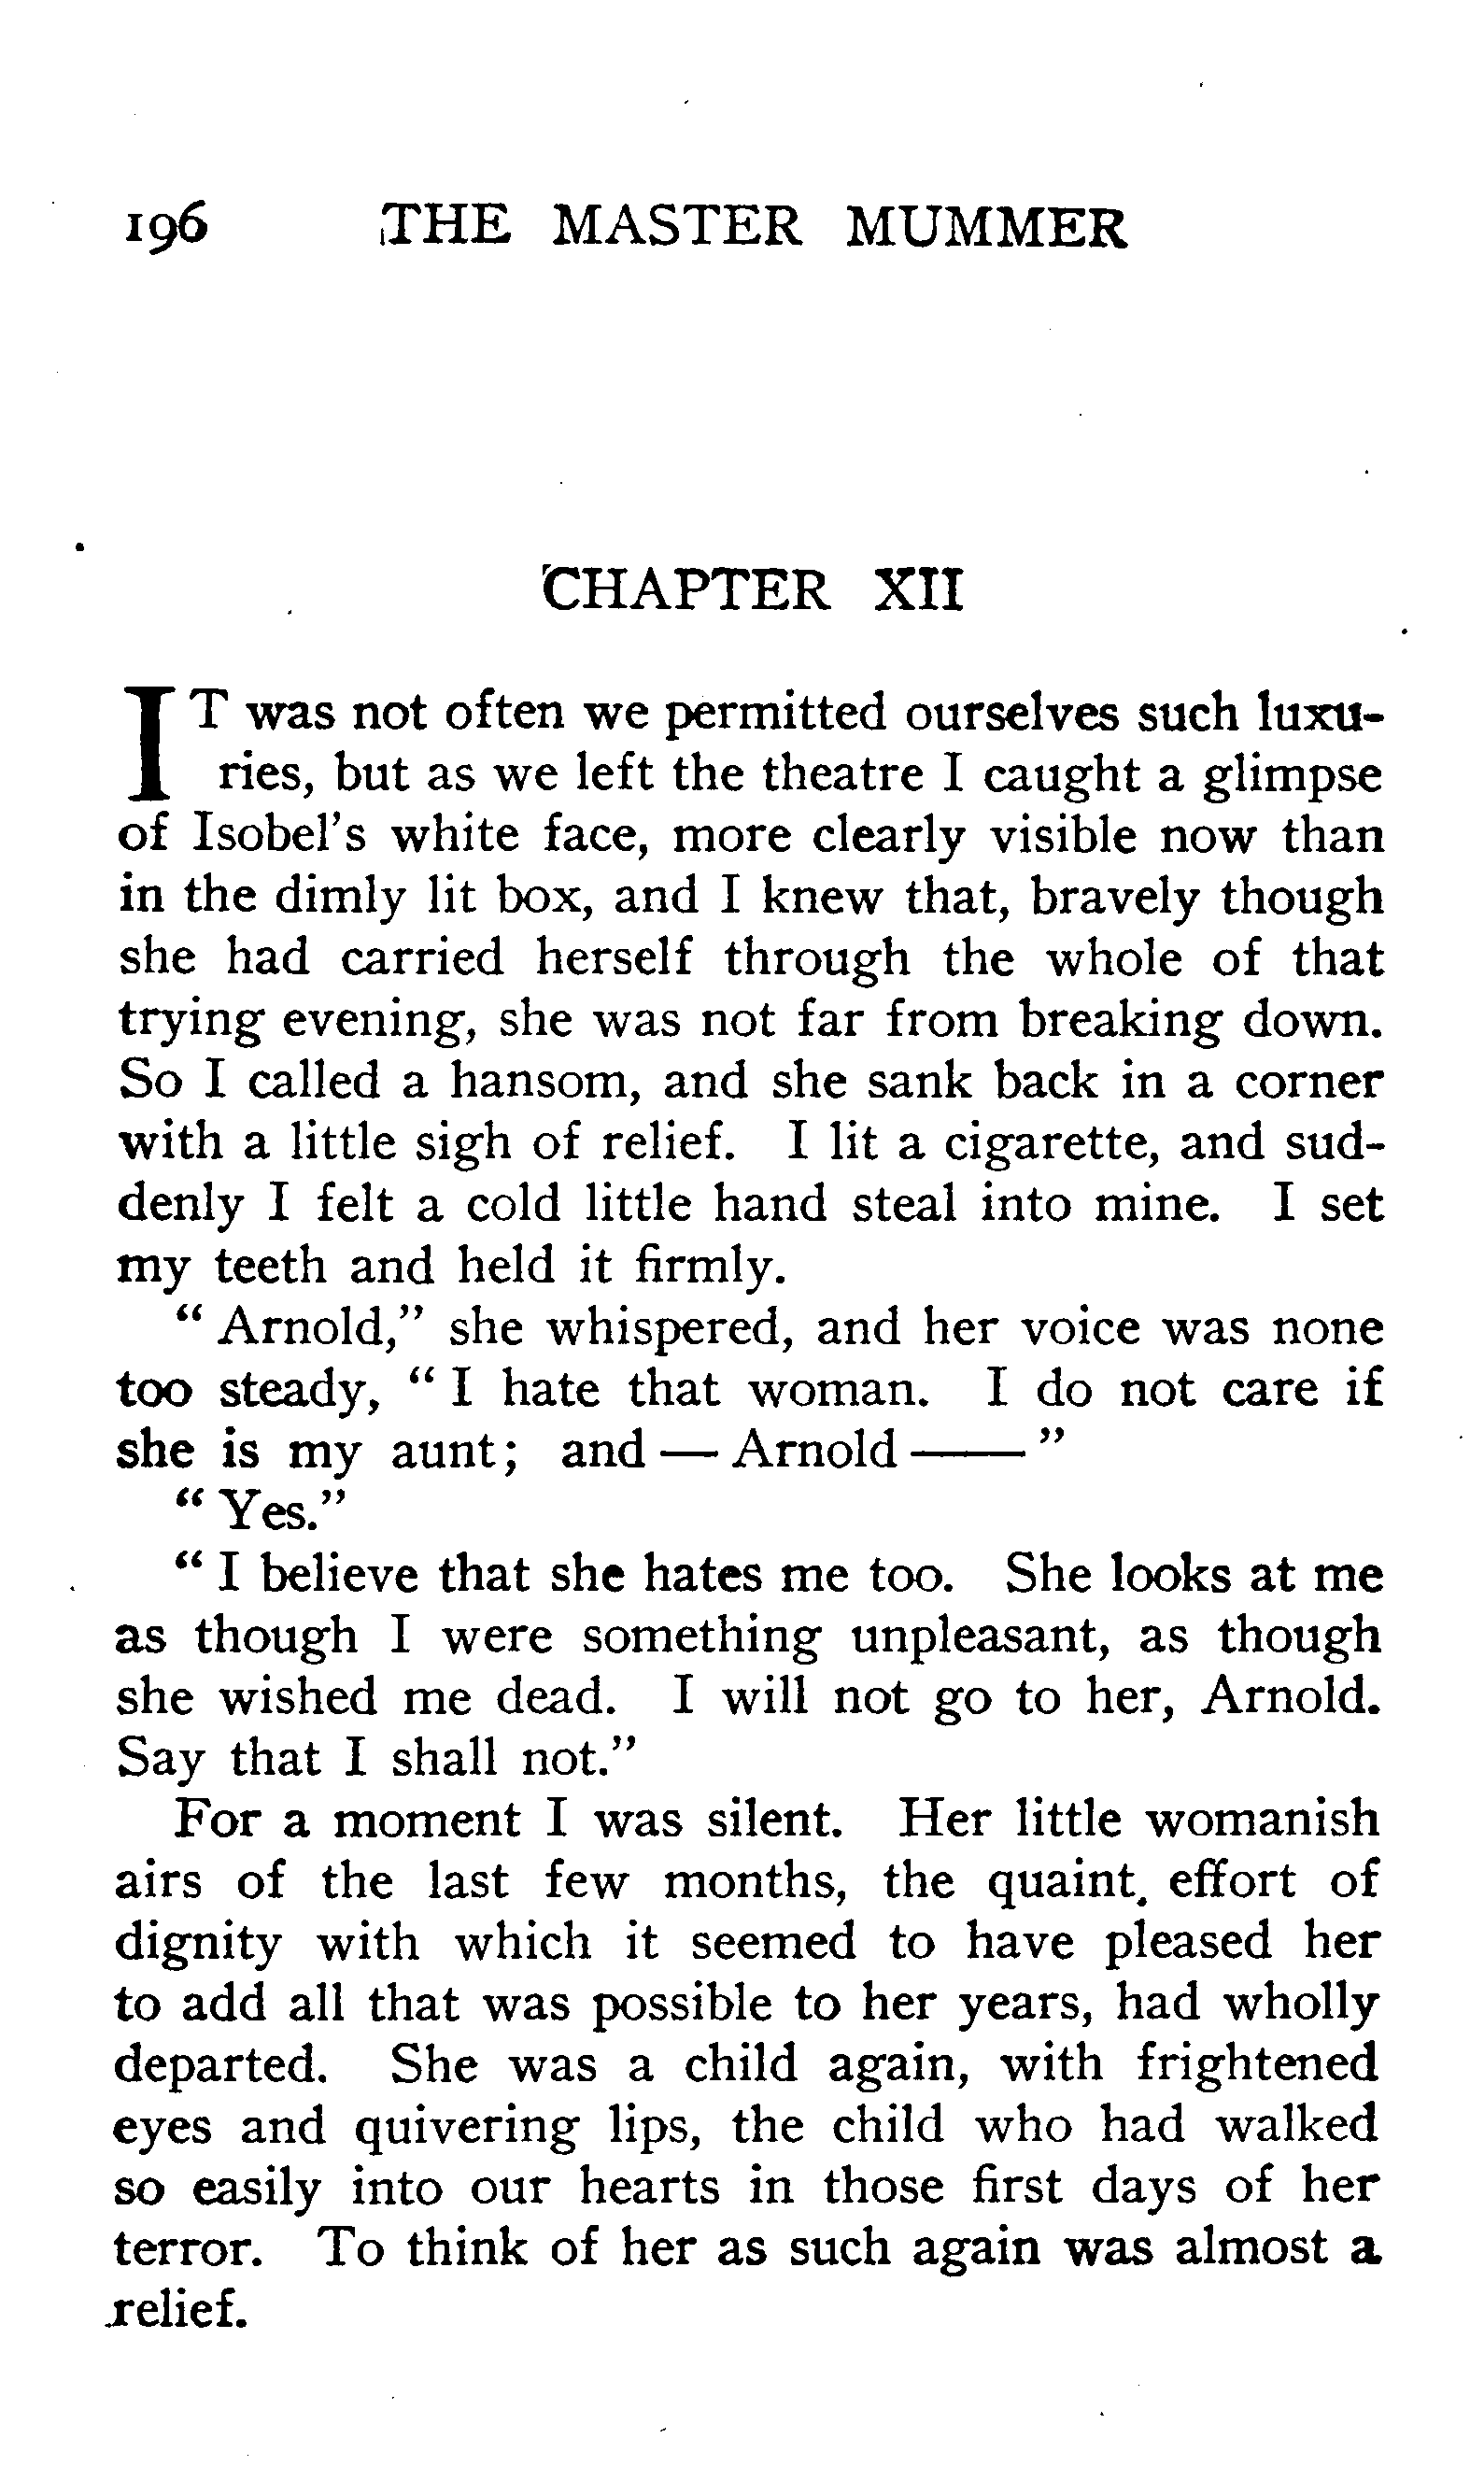 196 THE MASTER MUMMER
CHAPTER XII
IT was not often we permitted ourselves such luxu-
ries, but as we left the theatre I caught a glimpse
of Isobel's white face, more clearly visible now than
in the dimly lit box, and I knew that, bravely though
she had carried herself through the whole of that
trying evening, she was not far from breaking down.
So I called a hansom, and she sank back in a corner
with a little sigh of relief. I lit a cigarette, and sud-
denly I felt a cold little hand steal into mine. I set
my teeth and held it firmly.
" Arnold," she whispered, and her voice was none
too steady, " I hate that woman. I do not care if
she is my aunt; and — Arnold —— "
" Yes."
" I believe that she hates me too. She looks at me
as though I were something unpleasant, as though
she wished me dead. I will not go to her, Arnold.
Say that I shall not."
For a moment I was silent. Her little womanish
airs of the last few months, the quaint effort of
dignity with which it seemed to have pleased her
to add all that was possible to her years, had wholly
departed. She was a child again, with frightened
eyes and quivering lips, the child who had walked
so easily into our hearts in those first days of her
terror. To think of her as such again was almost a
relief.